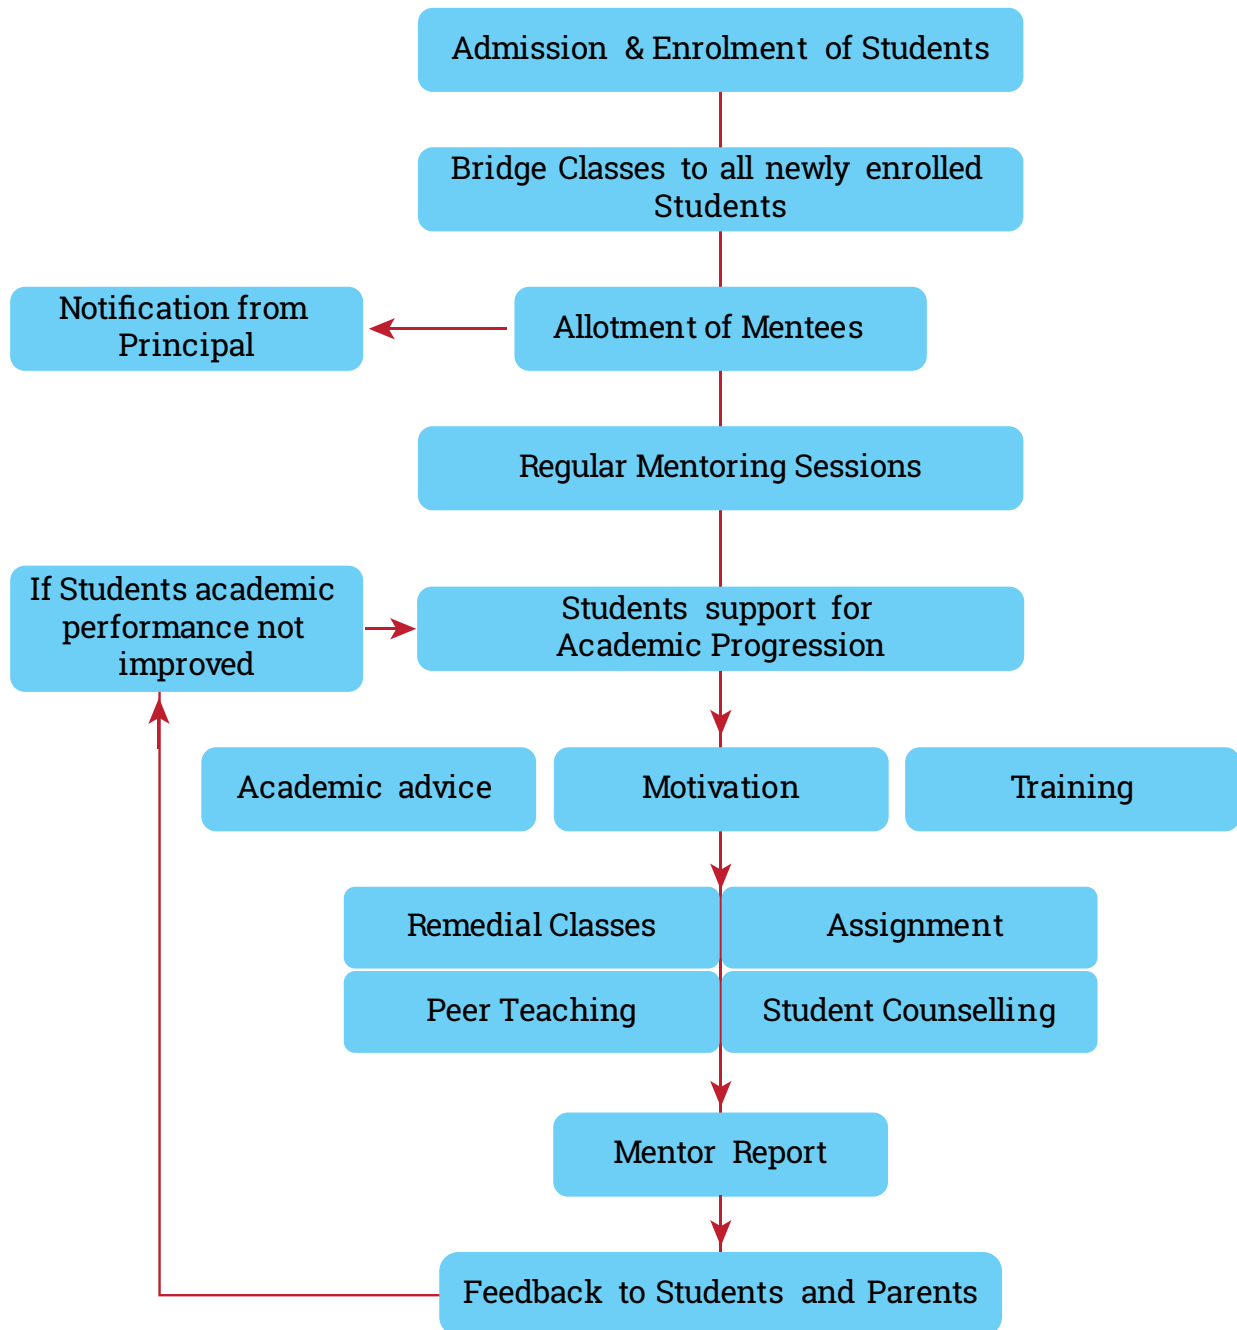 Admission & Enrolment of Students
Bridge Classes to all newly enrolled
Students
Notification from
Principal
Allotment of Mentees
Regular Mentoring Sessions
If Students academic
performance not
improved
Students support for
Academic Progression
Academic advice
Motivation
Training
Remedial Classes
Assignment
Peer Teaching
Student Counselling
Mentor Report
Feedback to Students and Parents